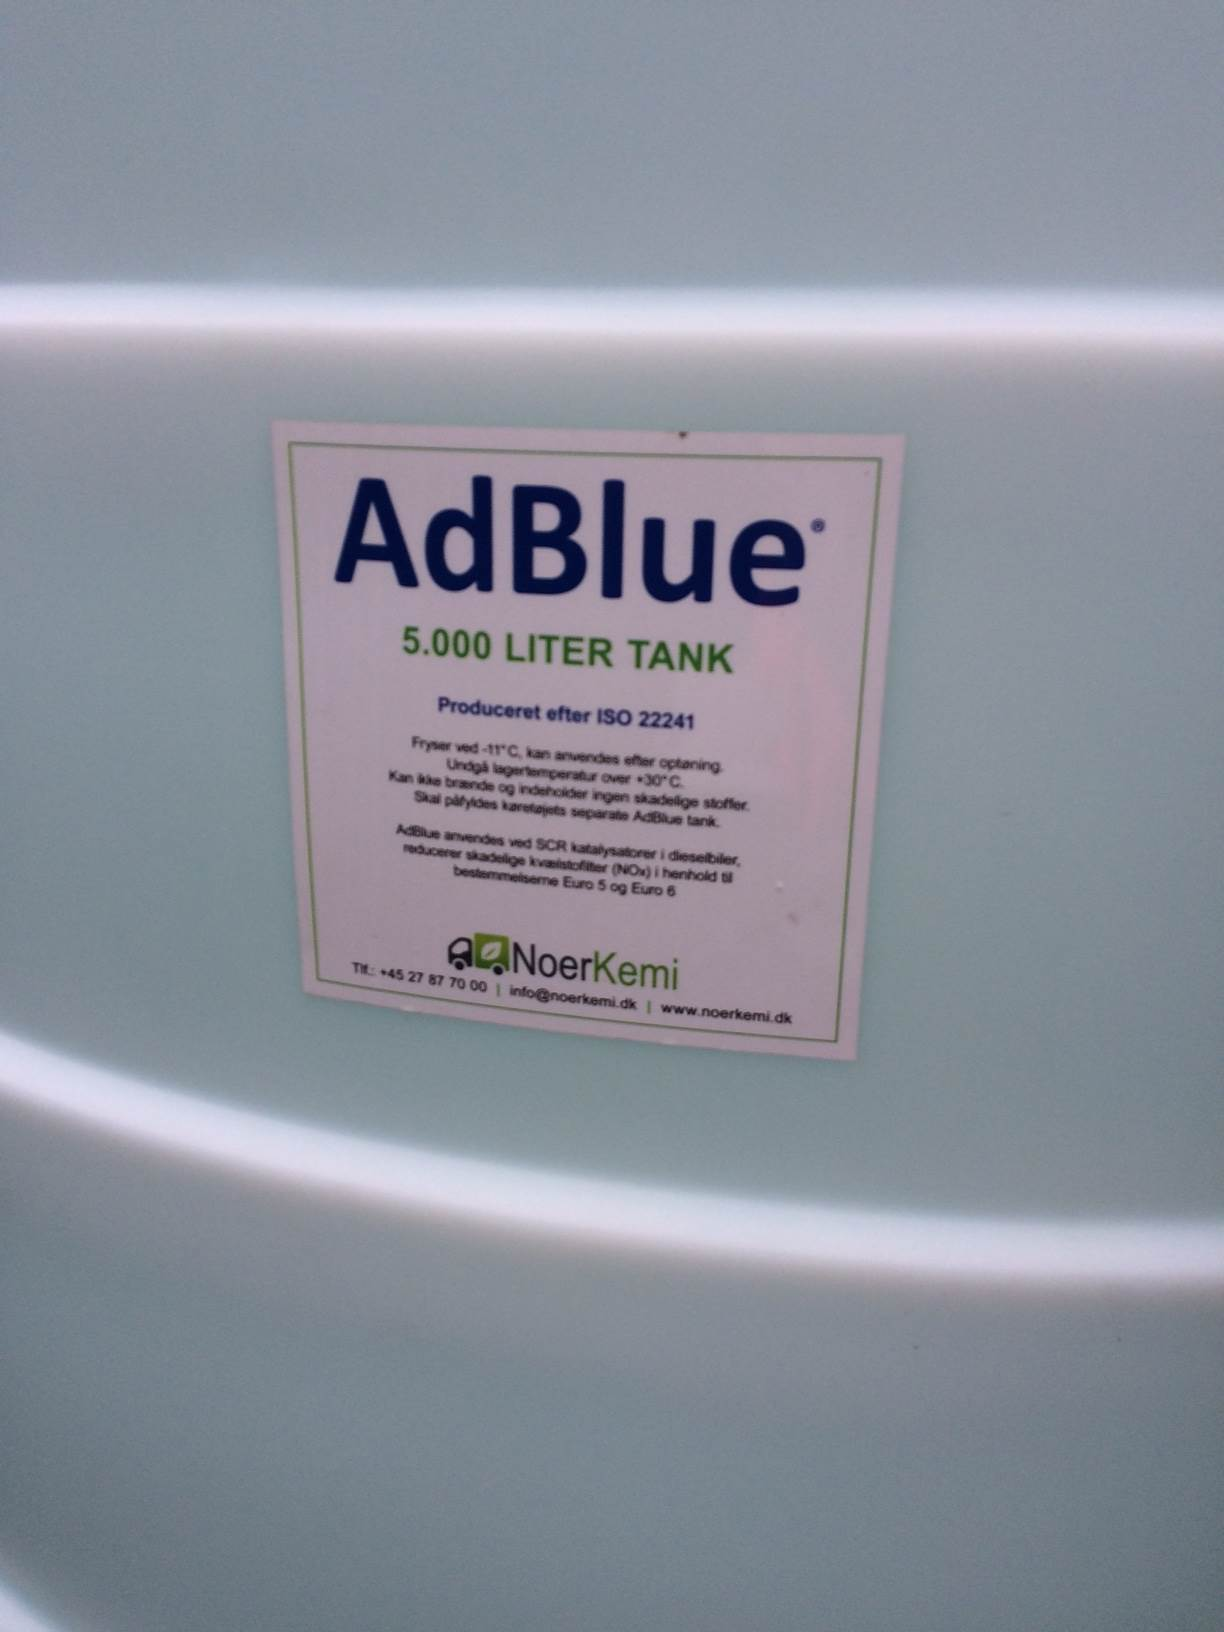 AdBlue®
5.000 LITER TANK
Produceret efter ISO 22241
Fryser ved -11°C, kan anvendes efter optøning.
Undgå lagertemperatur over +30°C.
Kan ikke brænde og indeholder ingen skadelige stoffer.
Skal påfyldes køretøjets separate AdBlue tank.
AdBlue anvendes ved SCR katalysatorer i dieselbiler,
reducerer skadelige kvælstofilter (NOx) i henhold til
bestemmelserne Euro 5 og Euro 6
NoerKemi
Tlf.: +45 27 87 70 00 | info@noerkemi.dk | www.noerkemi.dk